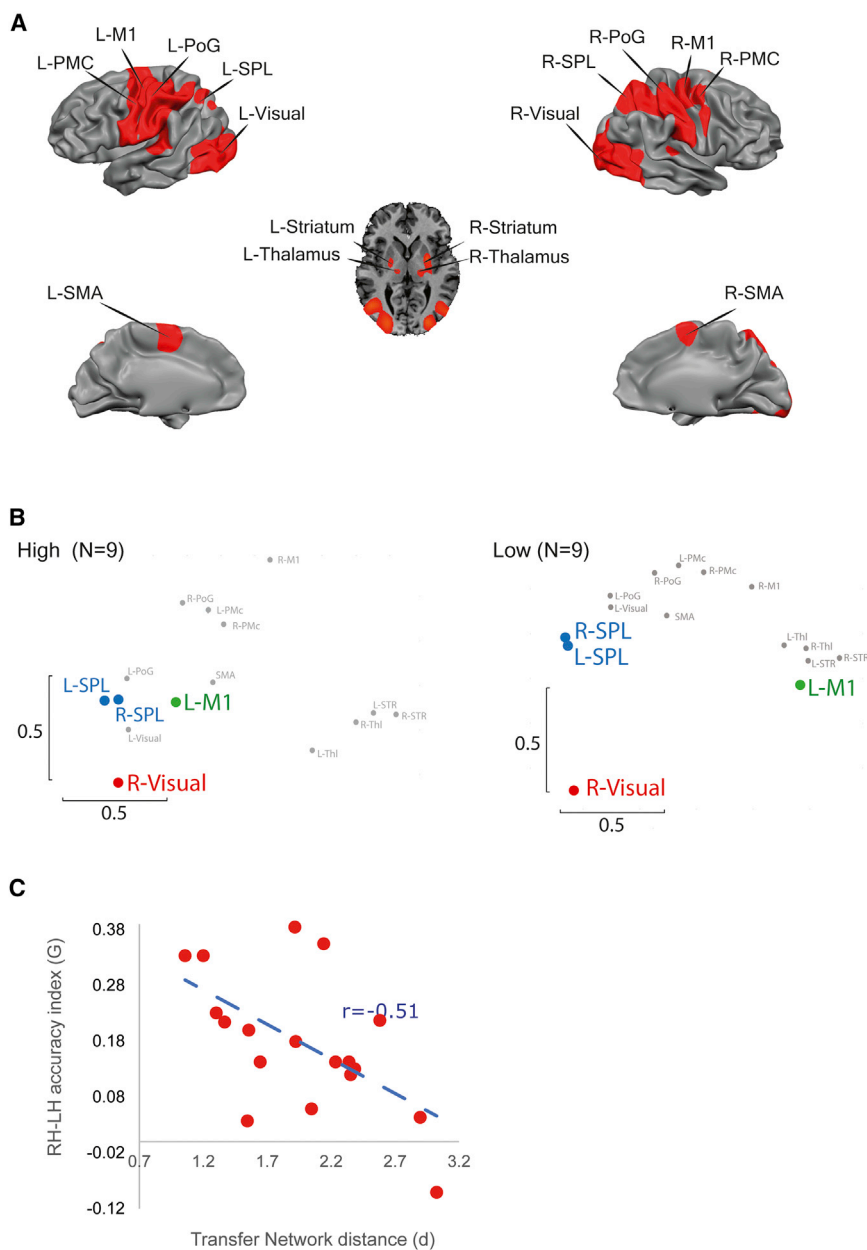 A
L-M1
L-PoG
L-PMC
L-SPL
L-Visual
R-M1
R-PoG
R-PMC
R-SPL
R-Visual
L-Striatum
R-Striatum
L-Thalamus
R-Thalamus
L-SMA
R-SMA
B
High (N=9)
R-M1
R-PoG
L-PMc
R-PMc
L-PoG
SMA
L-SPL
R-SPL
L-M1
L-Visual
L-STR
R-Thl
R-STR
L-Thl
0.5
R-Visual
0.5
Low (N=9)
L-PMc
R-PMc
R-PoG
R-M1
L-PoG
L-Visual
SMA
R-SPL
L-SPL
L-Thl
R-Thl
L-STR
R-STR
L-M1
0.5
R-Visual
0.5
C
RH-LH accuracy index (G)
0.38
0.28
0.18
0.08
-0.02
-0.12
r=-0.51
0.7 1.2 1.7 2.2 2.7 3.2
Transfer Network distance (d)